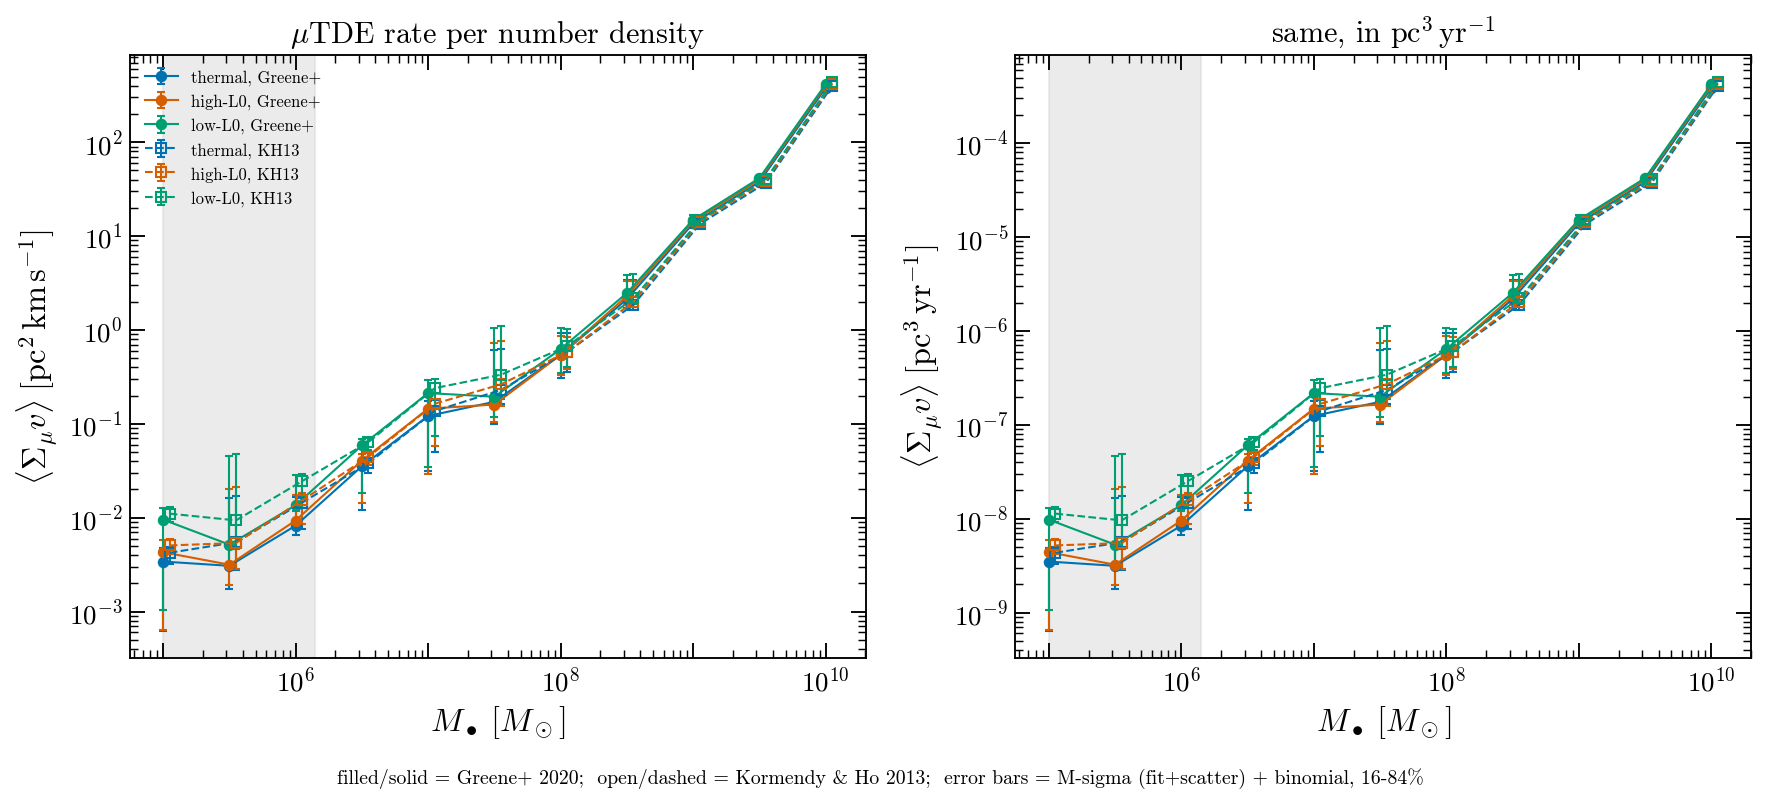 μTDE rate per number density
⟨Σ_μ v⟩ [pc² km s⁻¹]
10²
10¹
10⁰
10⁻¹
10⁻²
10⁻³
thermal, Greene+
high-L0, Greene+
low-L0, Greene+
thermal, KH13
high-L0, KH13
low-L0, KH13
10⁶ 10⁸ 10¹⁰
M• [M⊙]
same, in pc³ yr⁻¹
⟨Σ_μ v⟩ [pc³ yr⁻¹]
10⁻⁴
10⁻⁵
10⁻⁶
10⁻⁷
10⁻⁸
10⁻⁹
10⁶ 10⁸ 10¹⁰
M• [M⊙]
filled/solid = Greene+ 2020; open/dashed = Kormendy & Ho 2013; error bars = M-sigma (fit+scatter) + binomial, 16-84%